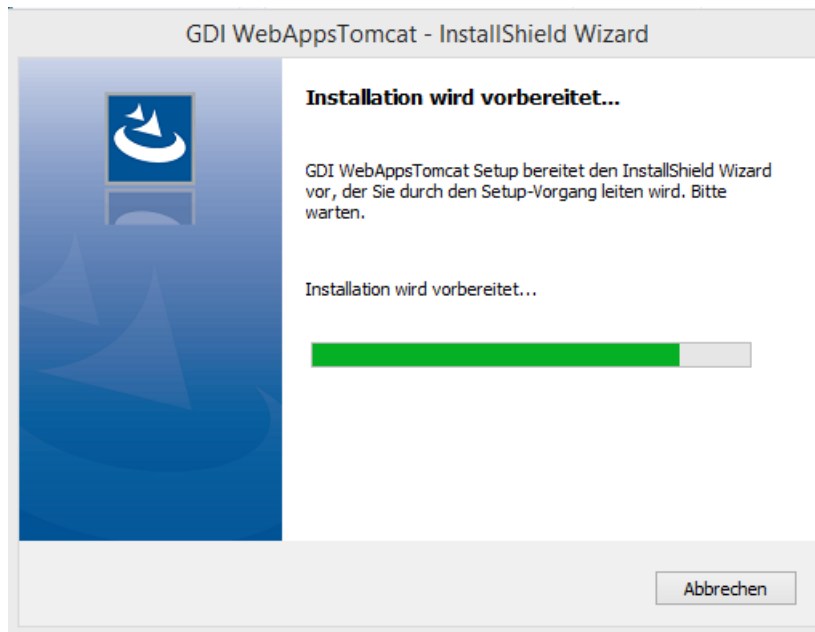 GDI WebAppsTomcat - InstallShield Wizard
Installation wird vorbereitet...
GDI WebAppsTomcat Setup bereitet den InstallShield Wizard
vor, der Sie durch den Setup-Vorgang leiten wird. Bitte
warten.
Installation wird vorbereitet...
Abbrechen